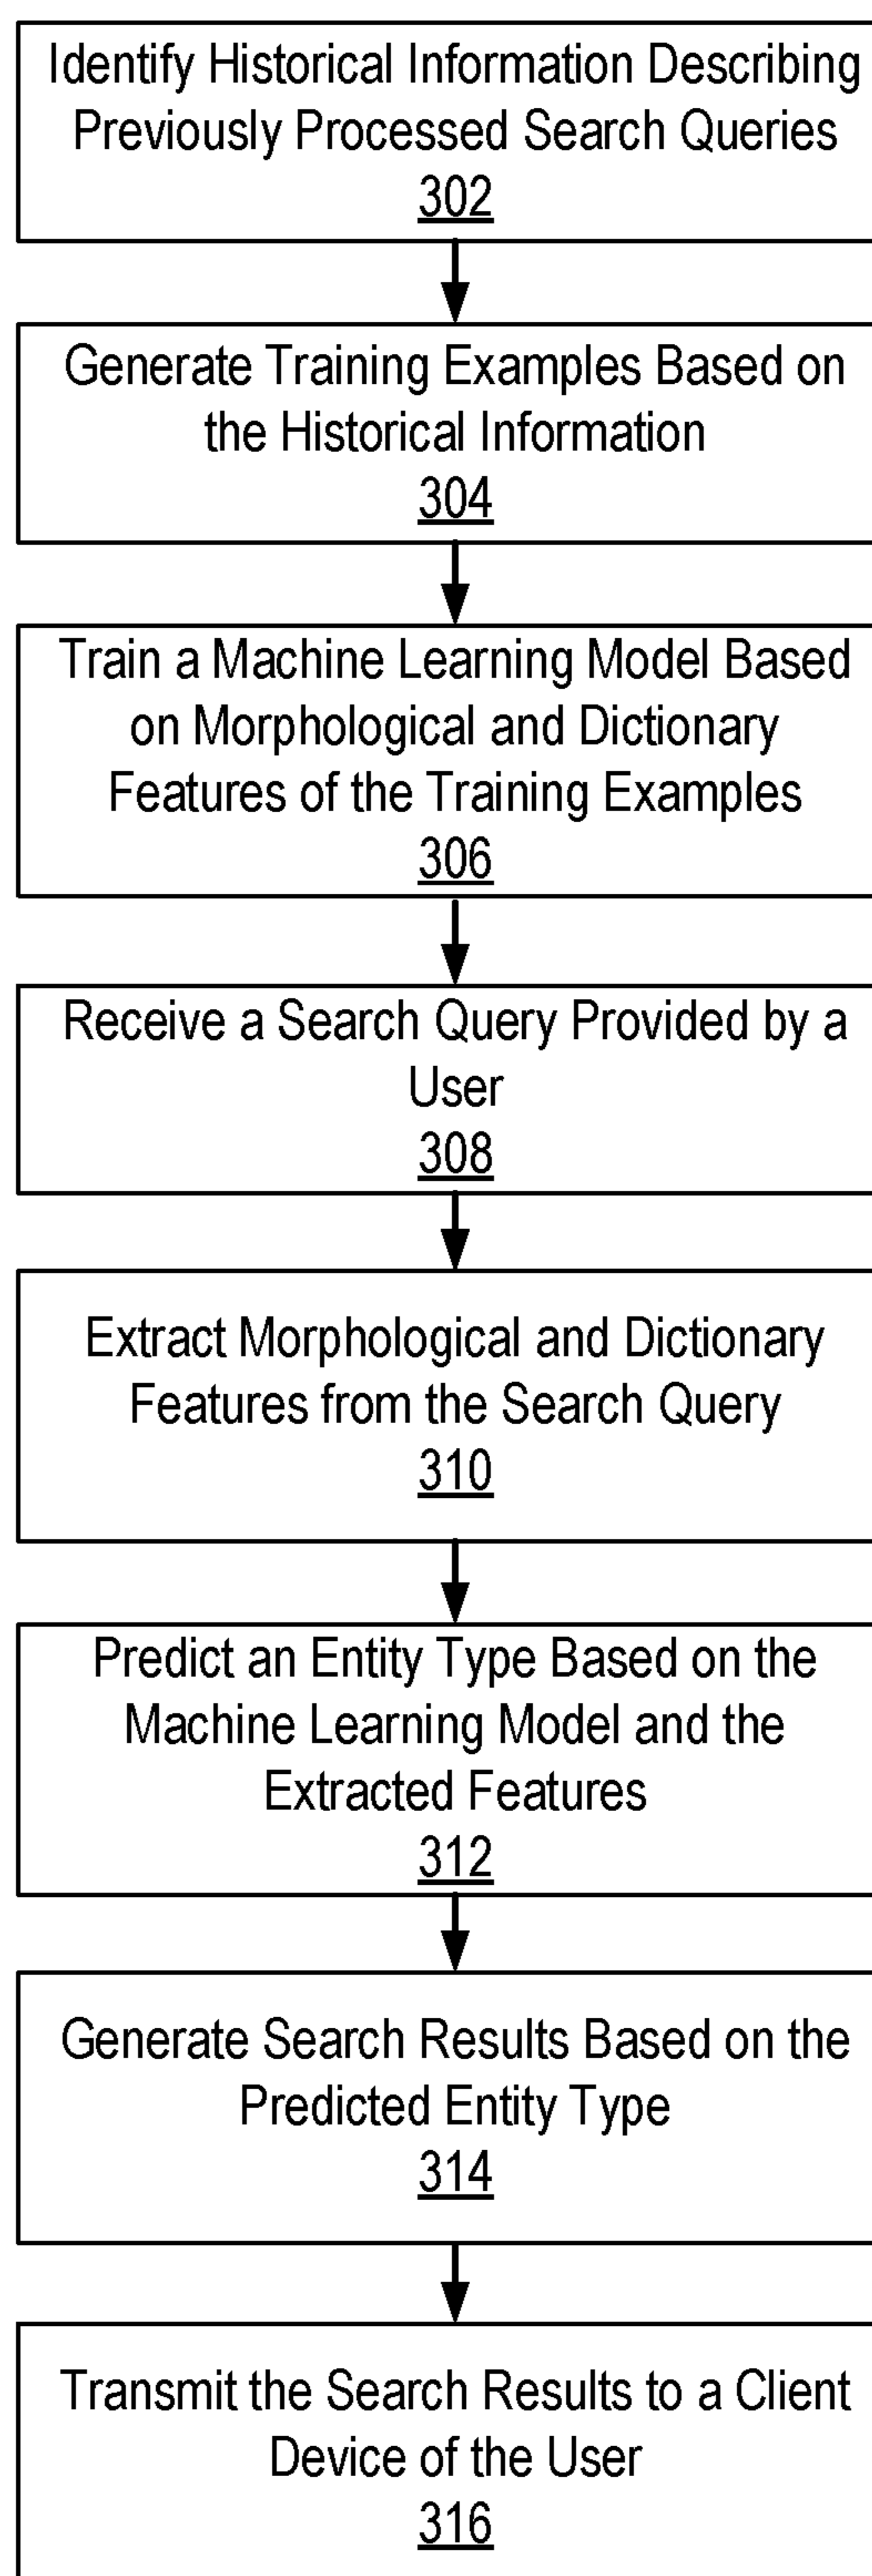 Identify Historical Information Describing
Previously Processed Search Queries
302
Generate Training Examples Based on
the Historical Information
304
Train a Machine Learning Model Based
on Morphological and Dictionary
Features of the Training Examples
306
Receive a Search Query Provided by a
User
308
Extract Morphological and Dictionary
Features from the Search Query
310
Predict an Entity Type Based on the
Machine Learning Model and the
Extracted Features
312
Generate Search Results Based on the
Predicted Entity Type
314
Transmit the Search Results to a Client
Device of the User
316